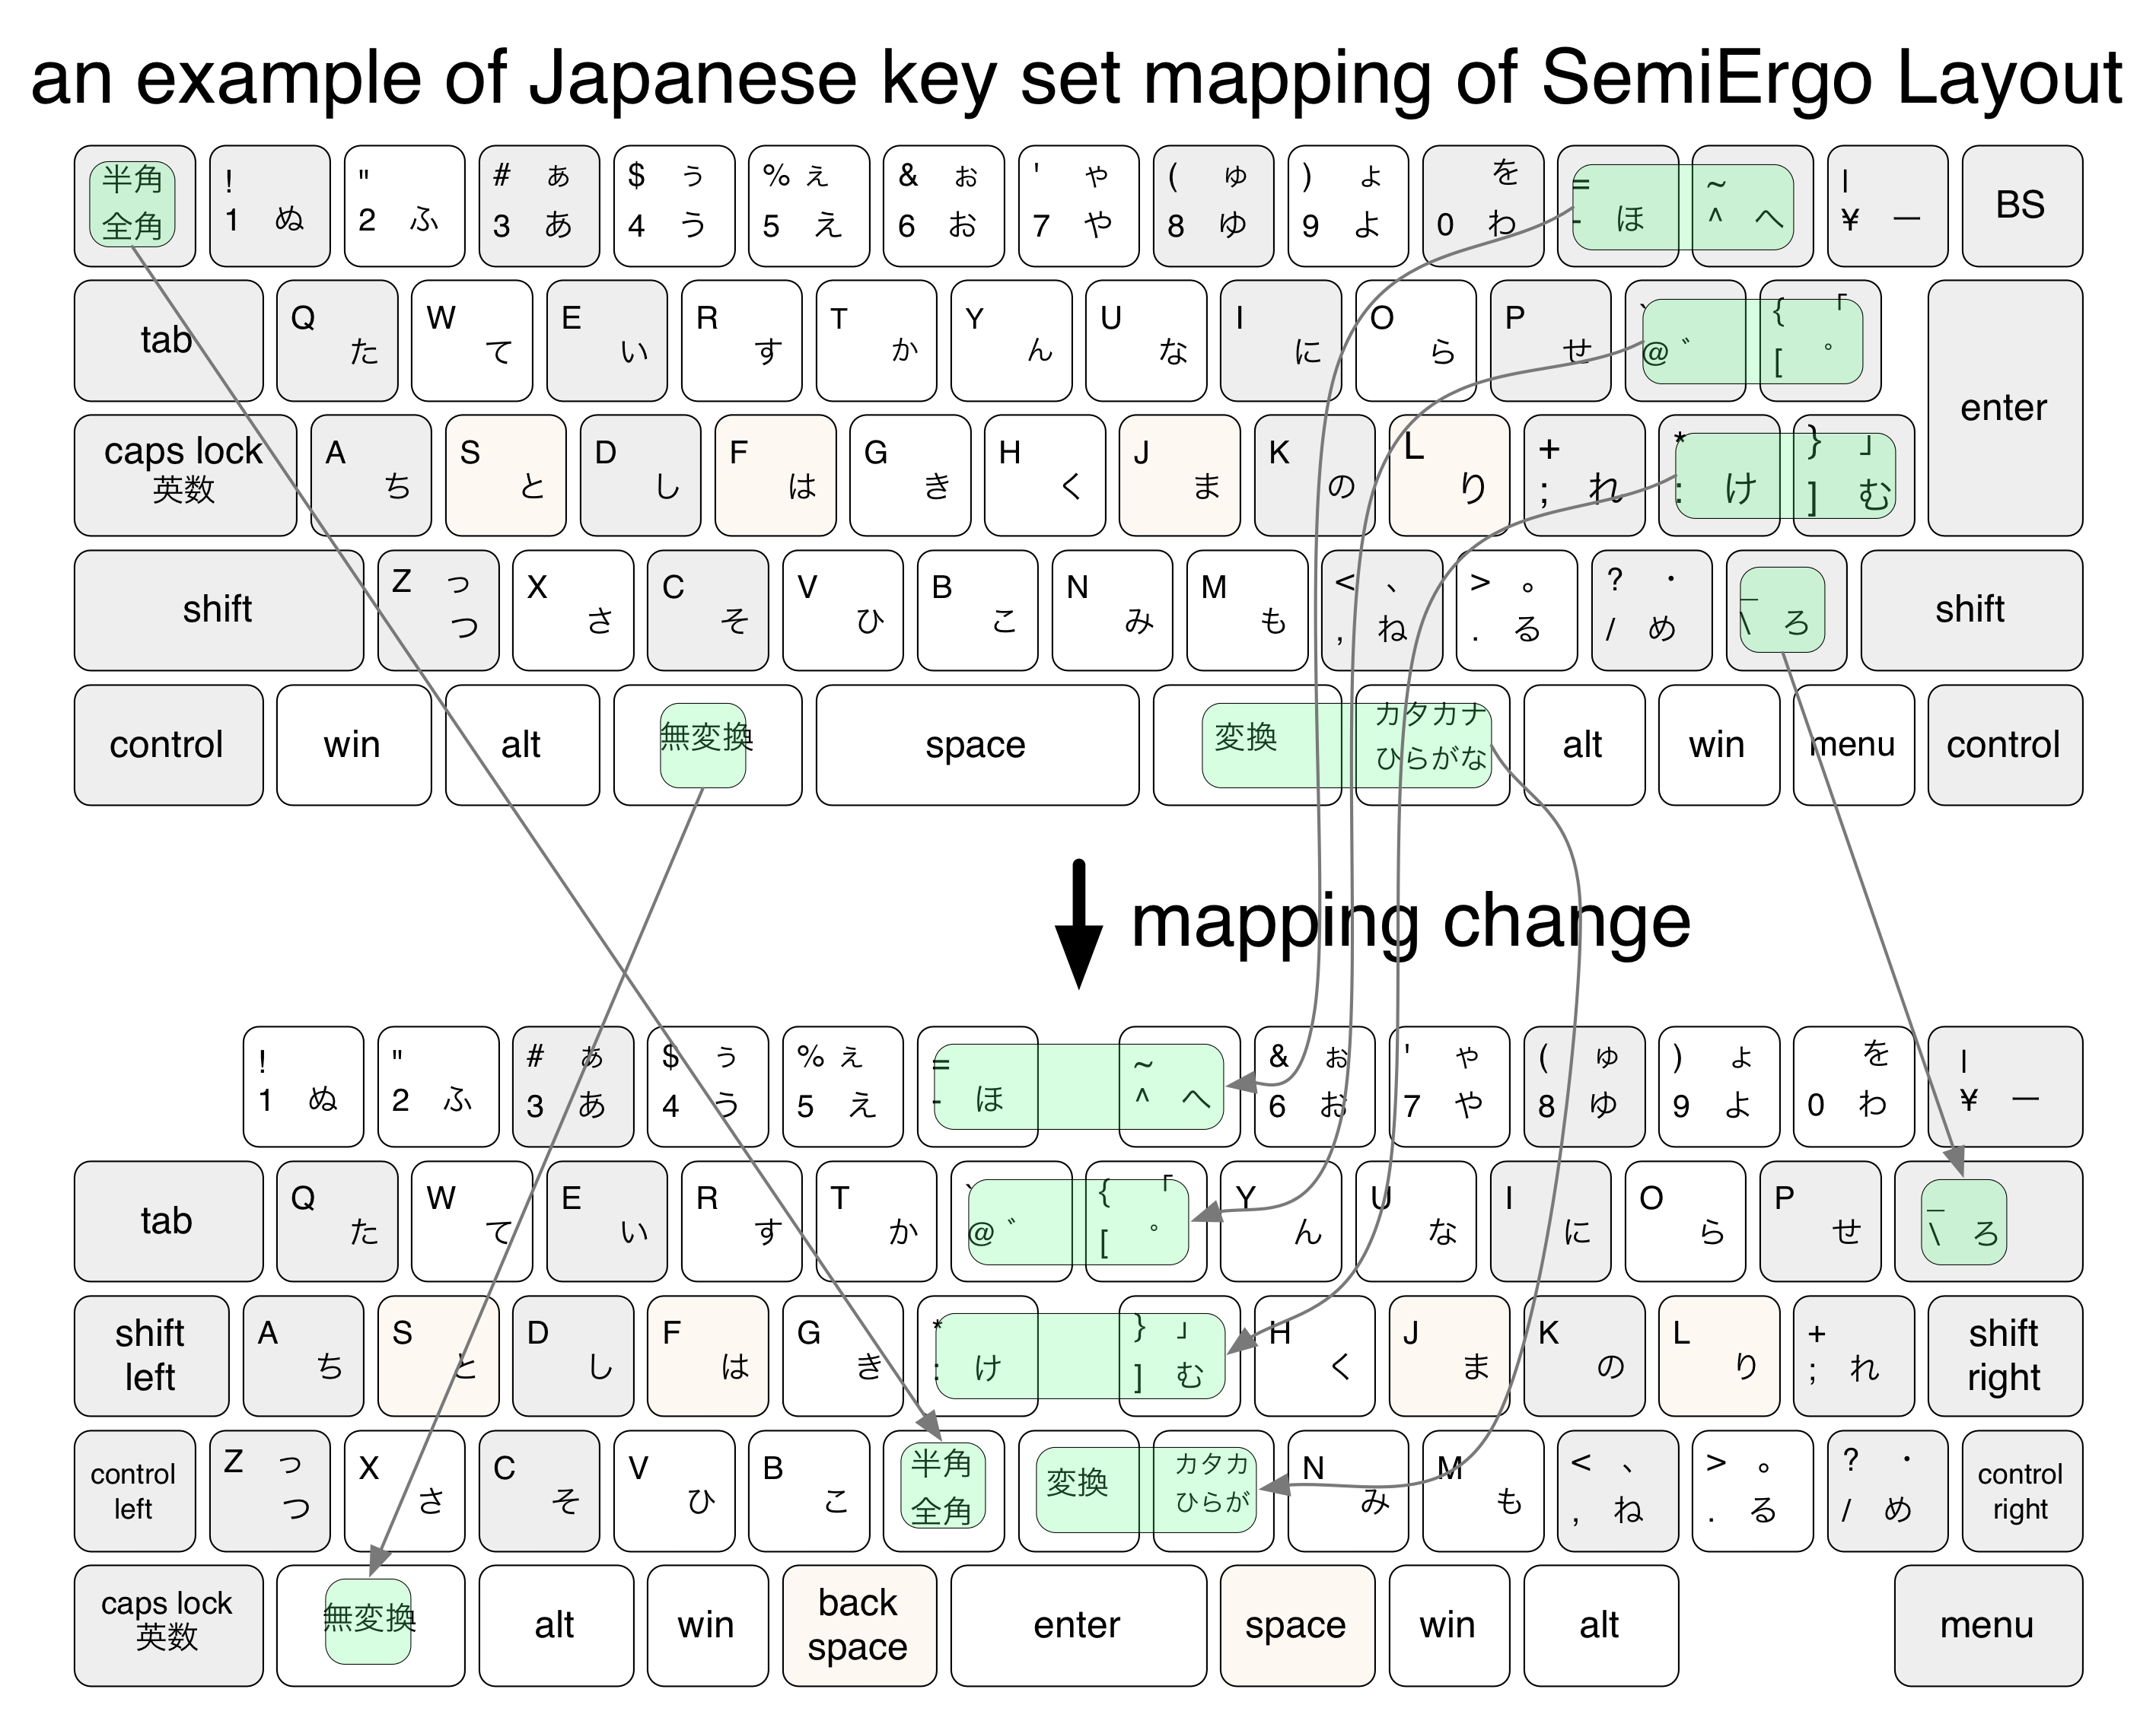 an example of Japanese key set mapping of SemiErgo Layout
半角 ! " # ぁ $ ぅ % ぇ & ぉ ' ゃ ( ゅ ) ょ を = ~ | BS
全角 1 ぬ 2 ふ 3 あ 4 う 5 え 6 お 7 や 8 ゆ 9 よ 0 わ - ほ ^ へ ¥ ー
tab Q た W て E い R す T か Y ん U な I に O ら P せ ` @ ゛ { 「 [ ゜ enter
caps lock A ち S と D し F は G き H く J ま K の L り + ; れ * : け } 」 ] む
英数
shift Z っ つ X さ C そ V ひ B こ N み M も < 、 , ね > 。 . る ? ・ / め _ \ ろ shift
control win alt 無変換 space 変換 カタカナ alt win menu control
ひらがな
mapping change
! " # ぁ $ ぅ % ぇ = ~ & ぉ ' ゃ ( ゅ ) ょ を |
1 ぬ 2 ふ 3 あ 4 う 5 え - ほ ^ へ 6 お 7 や 8 ゆ 9 よ 0 わ ¥ ー
tab Q た W て E い R す T か ` @ ゛ { 「 [ ゜ Y ん U な I に O ら P せ _ \ ろ
shift A ち S と D し F は G き * : け } 」 ] む H く J ま K の L り + ; れ shift
left right
control Z っ つ X さ C そ V ひ B こ 半角 変換 カタカ N み M も < 、 , ね > 。 . る ? ・ / め control
left 全角 ひらが right
caps lock 無変換 alt win back enter space win alt menu
英数 space